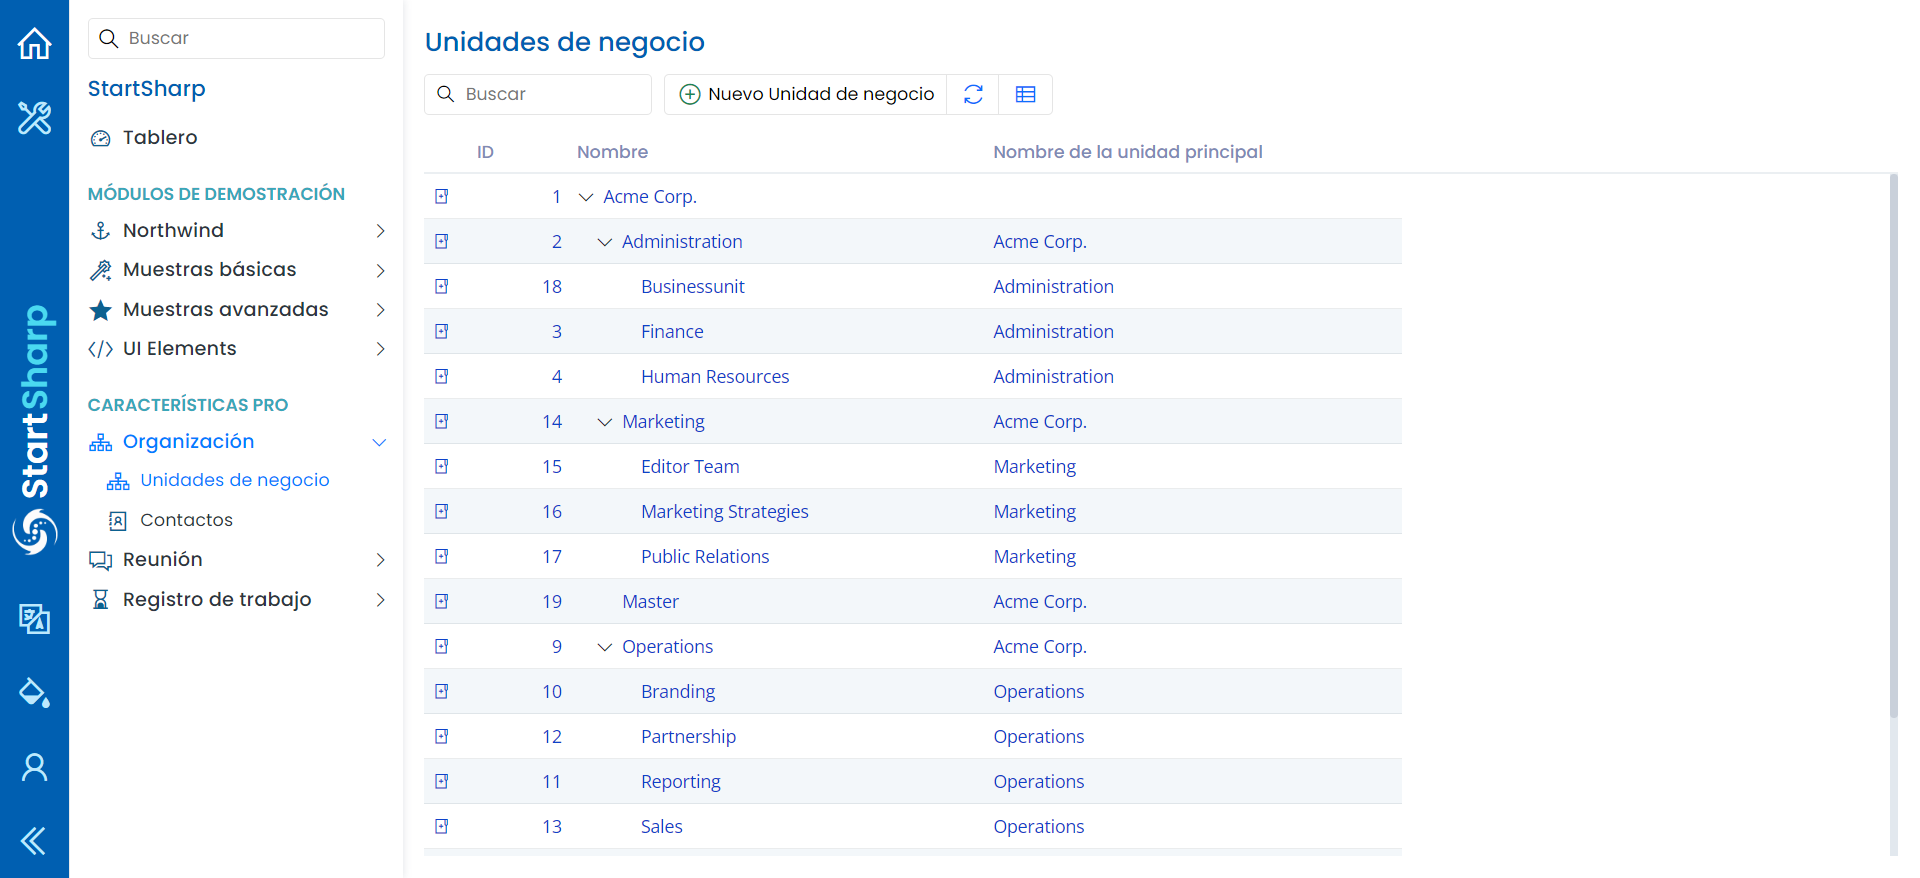 Buscar
StartSharp
Tablero
MÓDULOS DE DEMOSTRACIÓN
Northwind
Muestras básicas
Muestras avanzadas
UI Elements
CARACTERÍSTICAS PRO
Organización
Unidades de negocio
Contactos
Reunión
Registro de trabajo
StartSharp
Unidades de negocio
Buscar
Nuevo Unidad de negocio
ID Nombre Nombre de la unidad principal
1 Acme Corp.
2 Administration Acme Corp.
18 Businessunit Administration
3 Finance Administration
4 Human Resources Administration
14 Marketing Acme Corp.
15 Editor Team Marketing
16 Marketing Strategies Marketing
17 Public Relations Marketing
19 Master Acme Corp.
9 Operations Acme Corp.
10 Branding Operations
12 Partnership Operations
11 Reporting Operations
13 Sales Operations